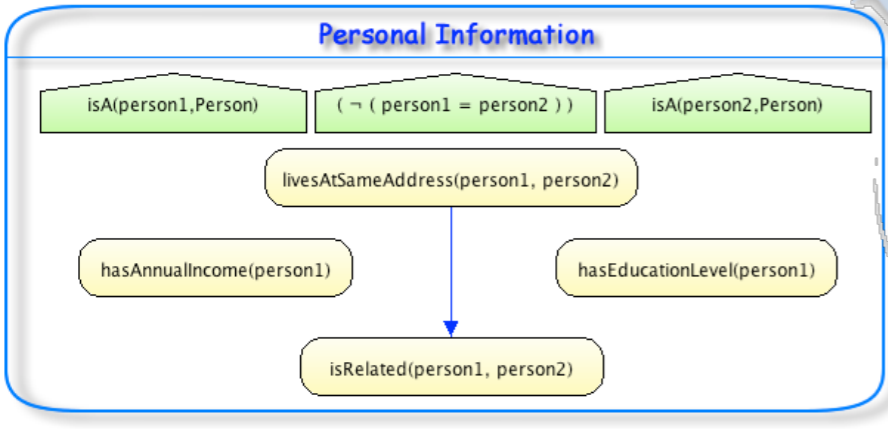 Personal Information
isA(person1,Person)
( ¬ ( person1 = person2 ) )
isA(person2,Person)
livesAtSameAddress(person1, person2)
hasAnnualIncome(person1)
hasEducationLevel(person1)
isRelated(person1, person2)